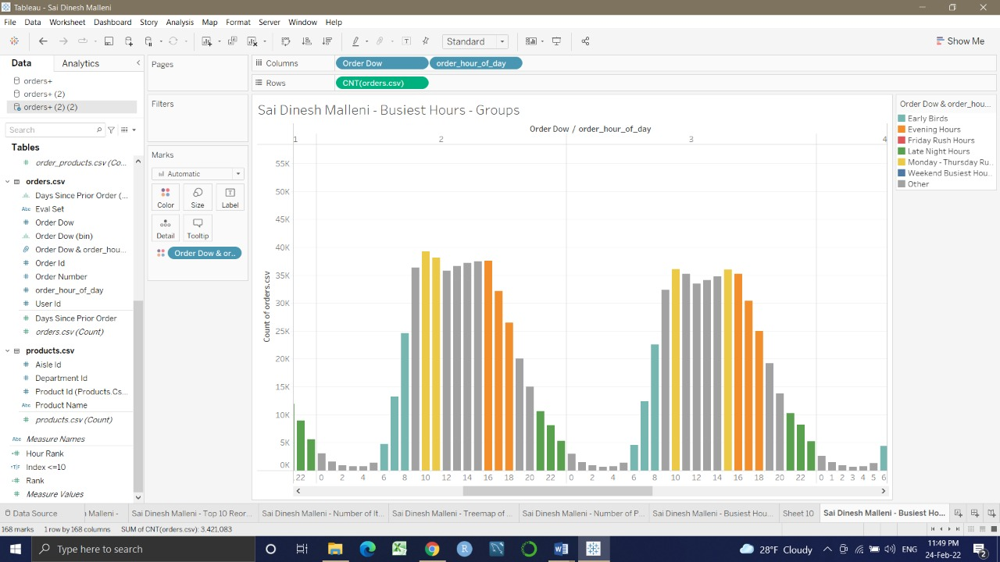 Tableau - Sai Dinesh Malleni
File Data Worksheet Dashboard Story Analysis Map Format Server Window Help
Standard
Show Me
Data Analytics
orders+
orders+ (2)
orders+ (2) (2)
Search
Tables
order_products.csv (Co...
orders.csv
Days Since Prior Order (...
Abc Eval Set
Order Dow
Order Dow (bin)
Order Dow & order_hou...
Order Id
Order Number
order_hour_of_day
User Id
Days Since Prior Order
orders.csv (Count)
products.csv
Aisle Id
Department Id
Product Id (Products.Cs...
Abc Product Name
products.csv (Count)
Abc Measure Names
Hour Rank
Index <=10
Rank
Measure Values
Pages
Filters
Marks
Automatic
Color Size Label
Detail Tooltip
Order Dow & or..
Columns Order Dow order_hour_of_day
Rows CNT(orders.csv)
Sai Dinesh Malleni - Busiest Hours - Groups
Order Dow / order_hour_of_day
1 2 3 4
55K
50K
45K
40K
35K
30K
25K
20K
15K
10K
5K
0K
Count of orders.csv
22 0 2 4 6 8 10 12 14 16 18 20 22 0 2 4 6 8 10 12 14 16 18 20 22 0 1 2 3 4 5 6
Order Dow & order_hou...
Early Birds
Evening Hours
Friday Rush Hours
Late Night Hours
Monday - Thursday Ru..
Weekend Busiest Hou..
Other
Data Source
Malleni -
Sai Dinesh Malleni - Top 10 Reor...
Sai Dinesh Malleni - Number of It...
Sai Dinesh Malleni - Treemap of ...
Sai Dinesh Malleni - Number of P...
Sai Dinesh Malleni - Busiest Hou...
Sheet 10
Sai Dinesh Malleni - Busiest Ho...
168 marks 1 row by 168 columns SUM of CNT(orders.csv): 3,421,083
Type here to search
28°F Cloudy
ENG
11:49 PM
24-Feb-22